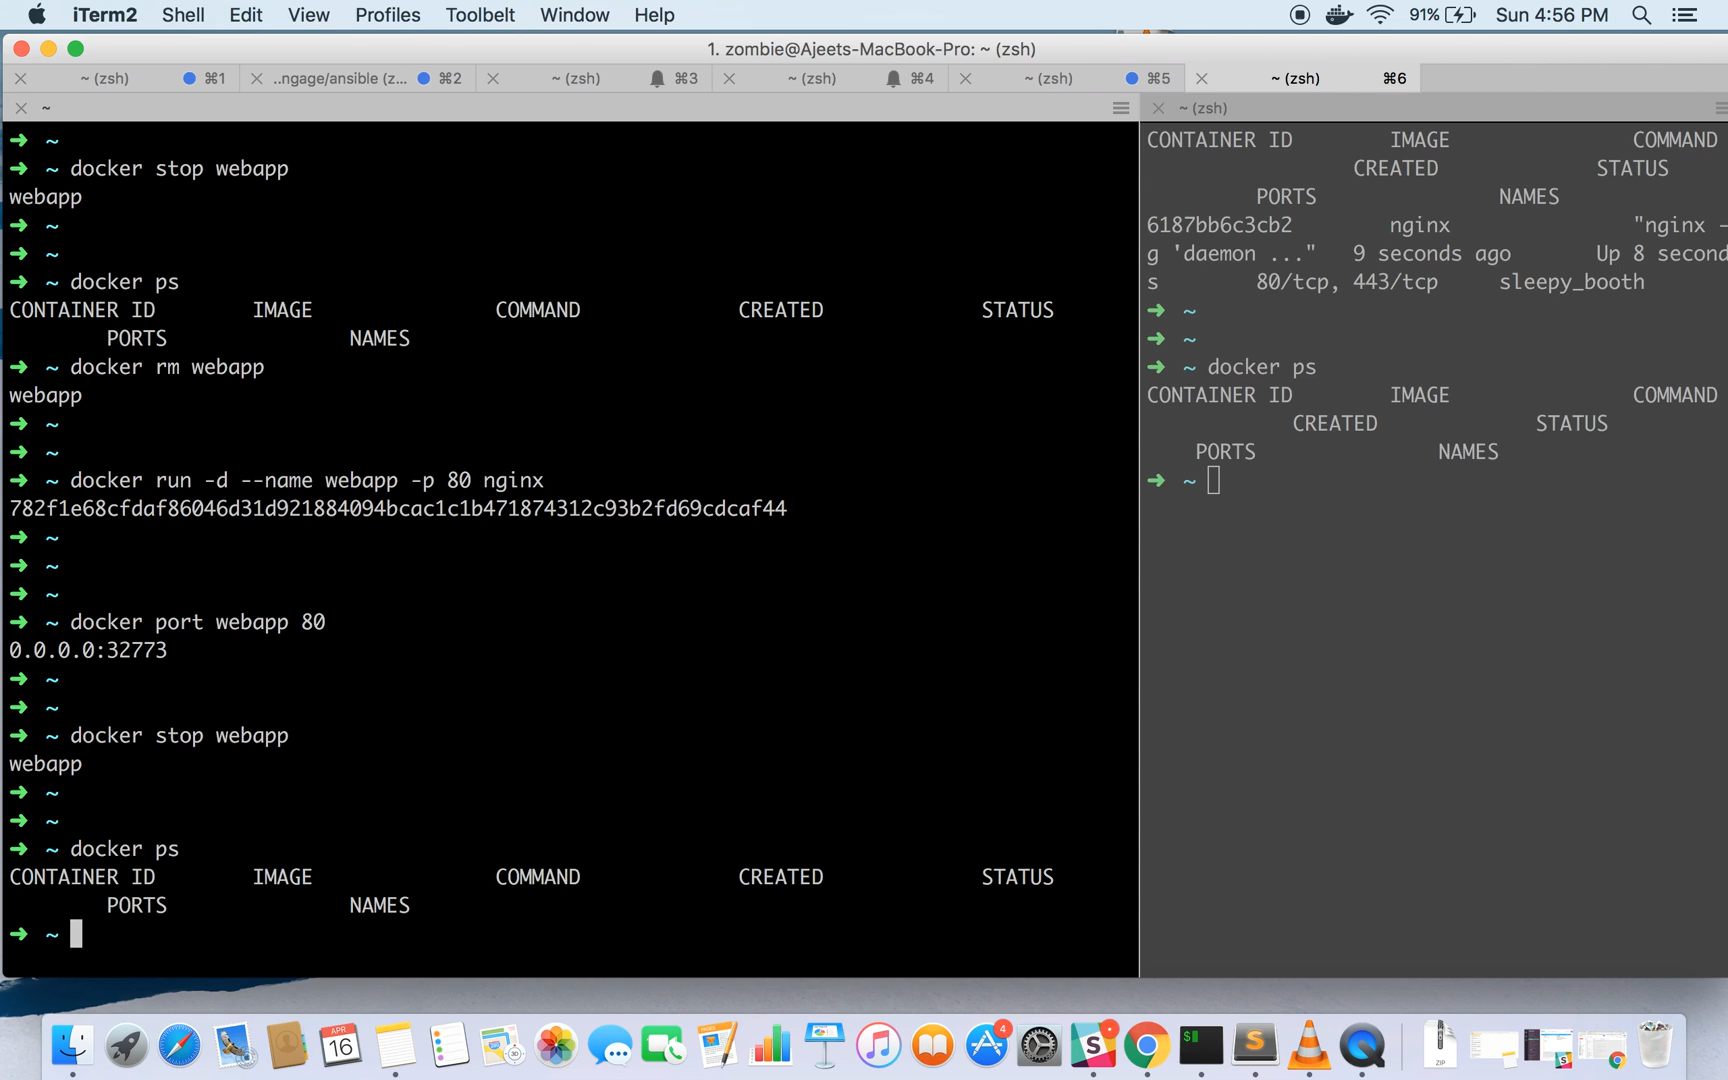 iTerm2 Shell Edit View Profiles Toolbelt Window Help 91% Sun 4:56 PM
1. zombie@Ajeets-MacBook-Pro: ~ (zsh)
~ (zsh) ⌘1 ..ngage/ansible (z... ⌘2 ~ (zsh) ⌘3 ~ (zsh) ⌘4 ~ (zsh) ⌘5 ~ (zsh) ⌘6
~
➜ ~
➜ ~ docker stop webapp
webapp
➜ ~
➜ ~
➜ ~ docker ps
CONTAINER ID IMAGE COMMAND CREATED STATUS
PORTS NAMES
➜ ~ docker rm webapp
webapp
➜ ~
➜ ~
➜ ~ docker run -d --name webapp -p 80 nginx
782f1e68cfdaf86046d31d921884094bcac1c1b471874312c93b2fd69cdcaf44
➜ ~
➜ ~
➜ ~
➜ ~ docker port webapp 80
0.0.0.0:32773
➜ ~
➜ ~
➜ ~ docker stop webapp
webapp
➜ ~
➜ ~
➜ ~ docker ps
CONTAINER ID IMAGE COMMAND CREATED STATUS
PORTS NAMES
➜ ~
~ (zsh)
CONTAINER ID IMAGE COMMAND
CREATED STATUS
PORTS NAMES
6187bb6c3cb2 nginx "nginx -
g 'daemon ..." 9 seconds ago Up 8 second
s 80/tcp, 443/tcp sleepy_booth
➜ ~
➜ ~
➜ ~ docker ps
CONTAINER ID IMAGE COMMAND
CREATED STATUS
PORTS NAMES
➜ ~
APR
16
3D
PAGES
4
S
$
S
ZIP